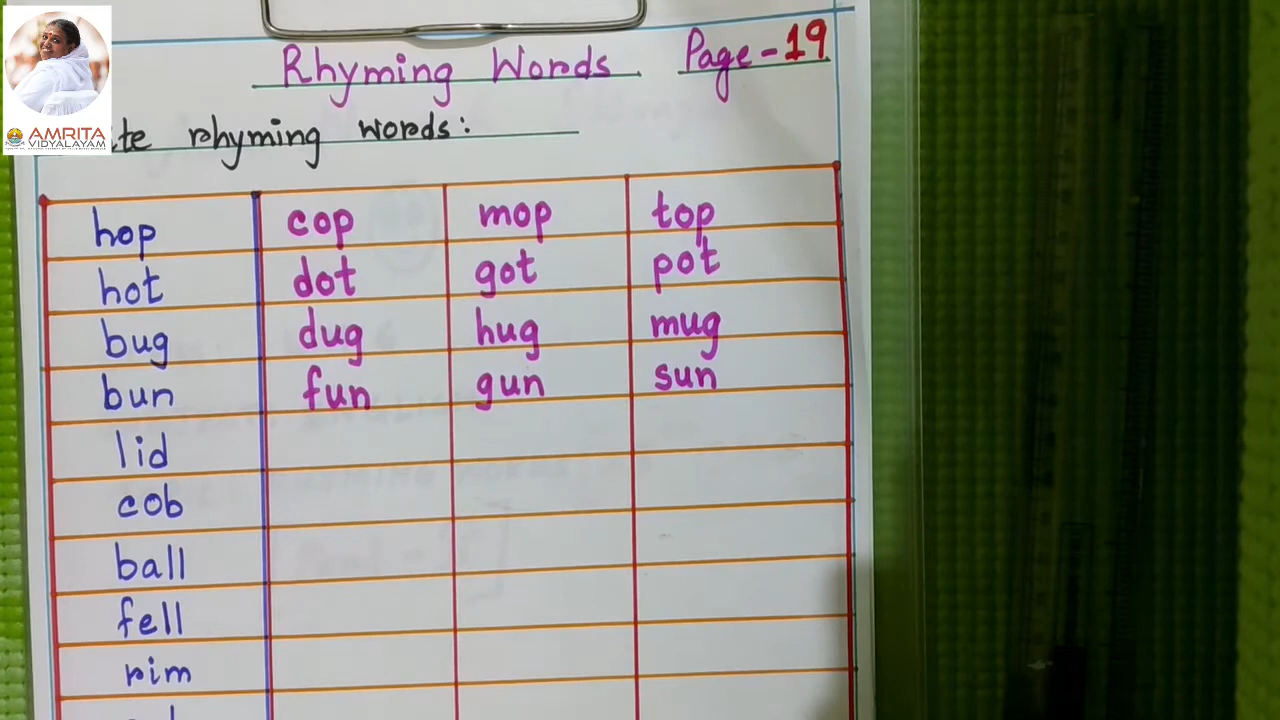 Rhyming Words. Page-19
AMRITA
VIDYALAYAM
rhyming words:
hop cop mop top
hot dot got pot
bug dug hug mug
bun fun gun sun
lid
cob
ball
fell
rim